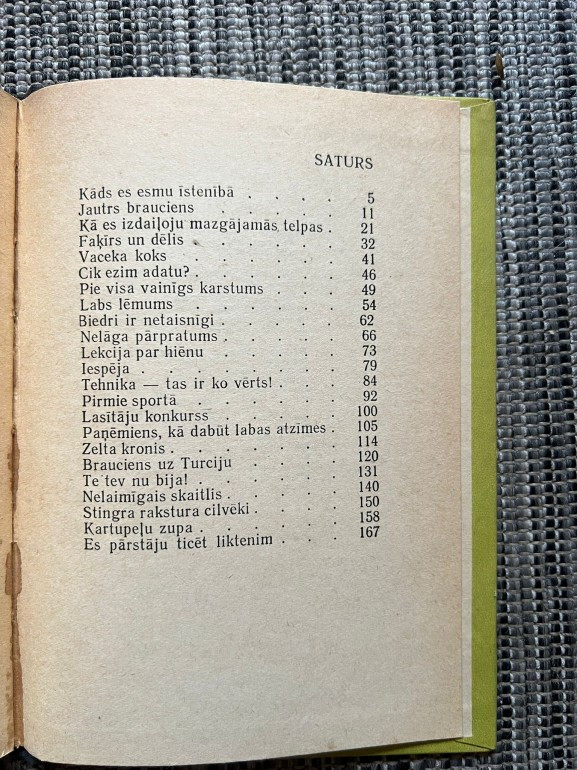 SATURS
Kāds es esmu īstenībā . . . . 5
Jautrs brauciens . . . . . 11
Kā es izdaiļoju mazgājamās telpas . 21
Faķīrs un dēlis . . . . . 32
Vaceka koks . . . . . 41
Cik ezim adatu? . . . . . 46
Pie visa vainīgs karstums . . . 49
Labs lēmums . . . . . 54
Biedri ir netaisnīgi . . . . . 62
Nelāga pārpratums . . . . 66
Lekcija par hiēnu . . . . . 73
Iespēja . . . . . . 79
Tehnika — tas ir ko vērts! . . . 84
Pirmie sportā . . . . . 92
Lasītāju konkurss . . . . . 100
Paņēmiens, kā dabūt labas atzīmes . 105
Zelta kronis . . . . . 114
Brauciens uz Turciju . . . . 120
Te tev nu bija! . . . . . 131
Nelaimīgais skaitlis . . . . . 140
Stingra rakstura cilvēki . . . . 150
Kartupeļu zupa . . . . . 158
Es pārstāju ticēt liktenim . . . 167